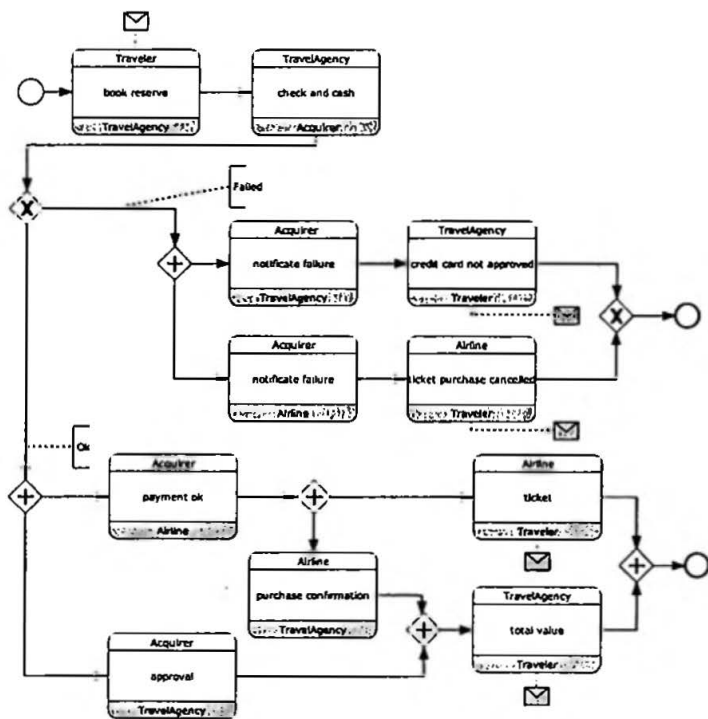 Traveler
book reserve
TravelAgency
TravelAgency
check and cash
Acquirer
Failed
Acquirer
notificate failure
TravelAgency
TravelAgency
credit card not approved
Traveler
Acquirer
notificate failure
Airline
Airline
ticket purchase cancelled
Traveler
Ok
Acquirer
payment ok
Airline
Airline
ticket
Traveler
Airline
purchase confirmation
TravelAgency
TravelAgency
total value
Traveler
Acquirer
approval
TravelAgency